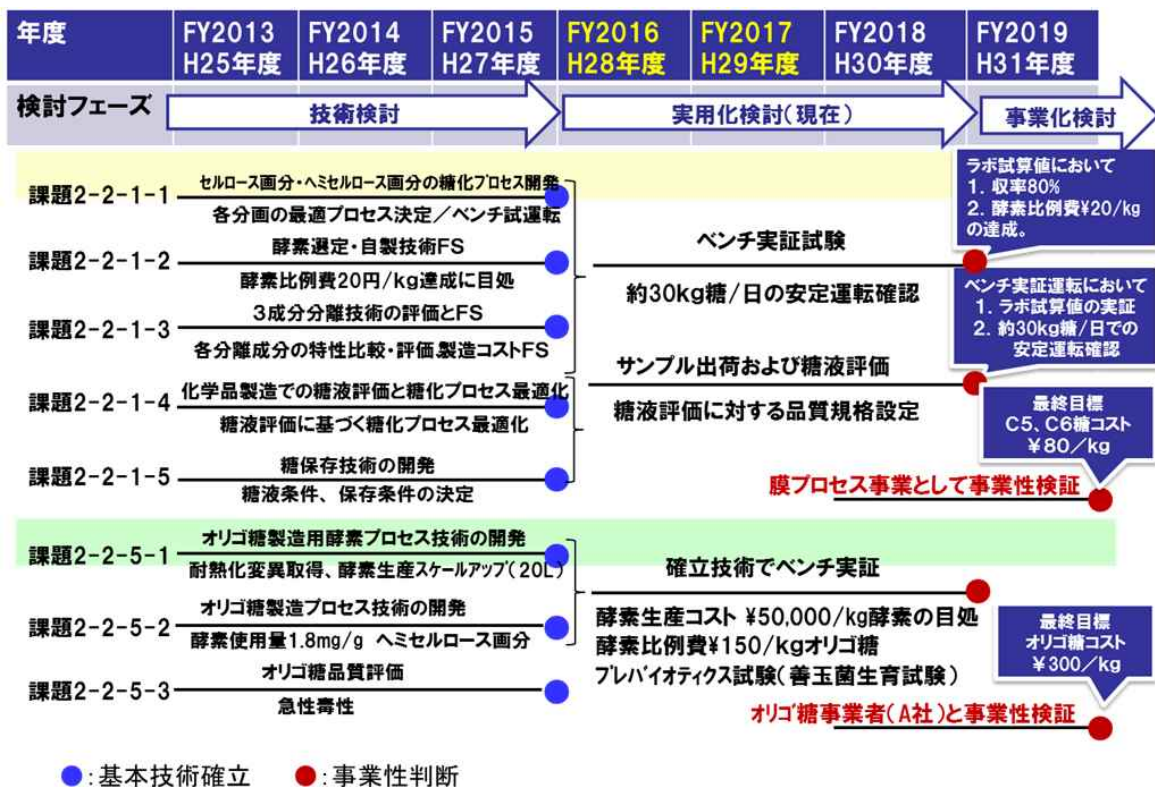 年度
FY2013
H25年度
FY2014
H26年度
FY2015
H27年度
FY2016
H28年度
FY2017
H29年度
FY2018
H30年度
FY2019
H31年度
検討フェーズ
技術検討
実用化検討(現在)
事業化検討
課題2-2-1-1
セルロース画分・ヘミセルロース画分の糖化プロセス開発
各分画の最適プロセス決定/ベンチ試運転
課題2-2-1-2
酵素選定・自製技術FS
酵素比例費20円/kg達成に目処
課題2-2-1-3
3成分分離技術の評価とFS
各分離成分の特性比較・評価、製造コストFS
課題2-2-1-4
化学品製造での糖液評価と糖化プロセス最適化
糖液評価に基づく糖化プロセス最適化
課題2-2-1-5
糖保存技術の開発
糖液条件、保存条件の決定
ベンチ実証試験
約30kg糖/日の安定運転確認
サンプル出荷および糖液評価
糖液評価に対する品質規格設定
ラボ試算値において
1. 収率80%
2. 酵素比例費¥20/kg
の達成。
ベンチ実証運転において
1. ラボ試算値の実証
2. 約30kg糖/日での
安定運転確認
最終目標
C5、C6糖コスト
¥80/kg
膜プロセス事業として事業性検証
課題2-2-5-1
オリゴ糖製造用酵素プロセス技術の開発
耐熱化変異取得、酵素生産スケールアップ(20L)
課題2-2-5-2
オリゴ糖製造プロセス技術の開発
酵素使用量1.8mg/g ヘミセルロース画分
課題2-2-5-3
オリゴ糖品質評価
急性毒性
確立技術でベンチ実証
酵素生産コスト ¥50,000/kg酵素の目処
酵素比例費¥150/kgオリゴ糖
プレバイオティクス試験(善玉菌生育試験)
最終目標
オリゴ糖コスト
¥300/kg
オリゴ糖事業者(A社)と事業性検証
●:基本技術確立
●:事業性判断